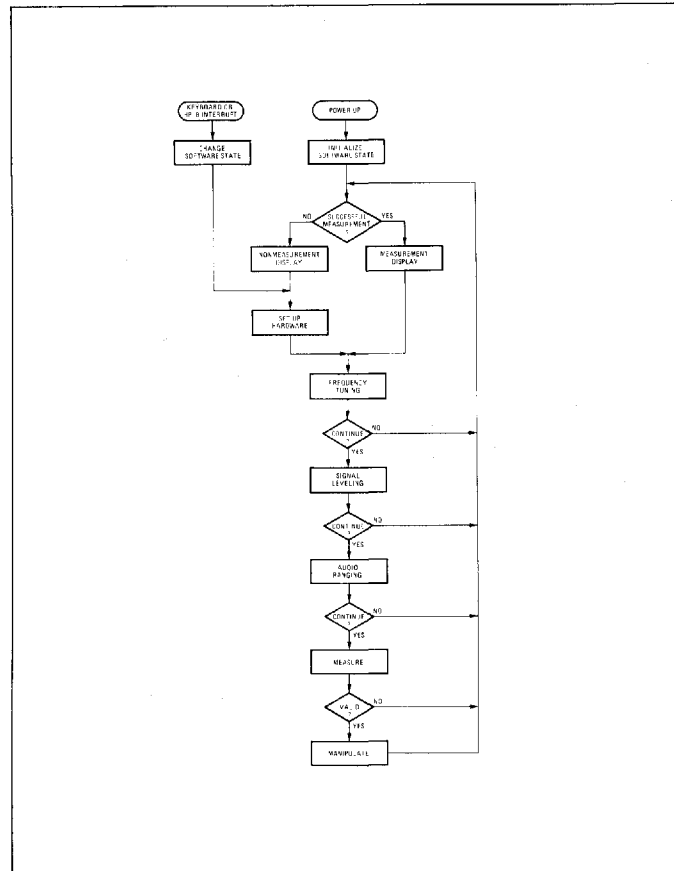 KEYBOARD OR
HP-IB INTERRUPT
POWER UP
CHANGE
SOFTWARE STATE
INITIALIZE
SOFTWARE STATE
SUCCESSFUL
MEASUREMENT
?
NO
YES
NONMEASUREMENT
DISPLAY
MEASUREMENT
DISPLAY
SET UP
HARDWARE
FREQUENCY
TUNING
CONTINUE
?
NO
YES
SIGNAL
LEVELING
CONTINUE
?
NO
YES
AUDIO
RANGING
CONTINUE
?
NO
YES
MEASURE
VALID
?
NO
YES
MANIPULATE